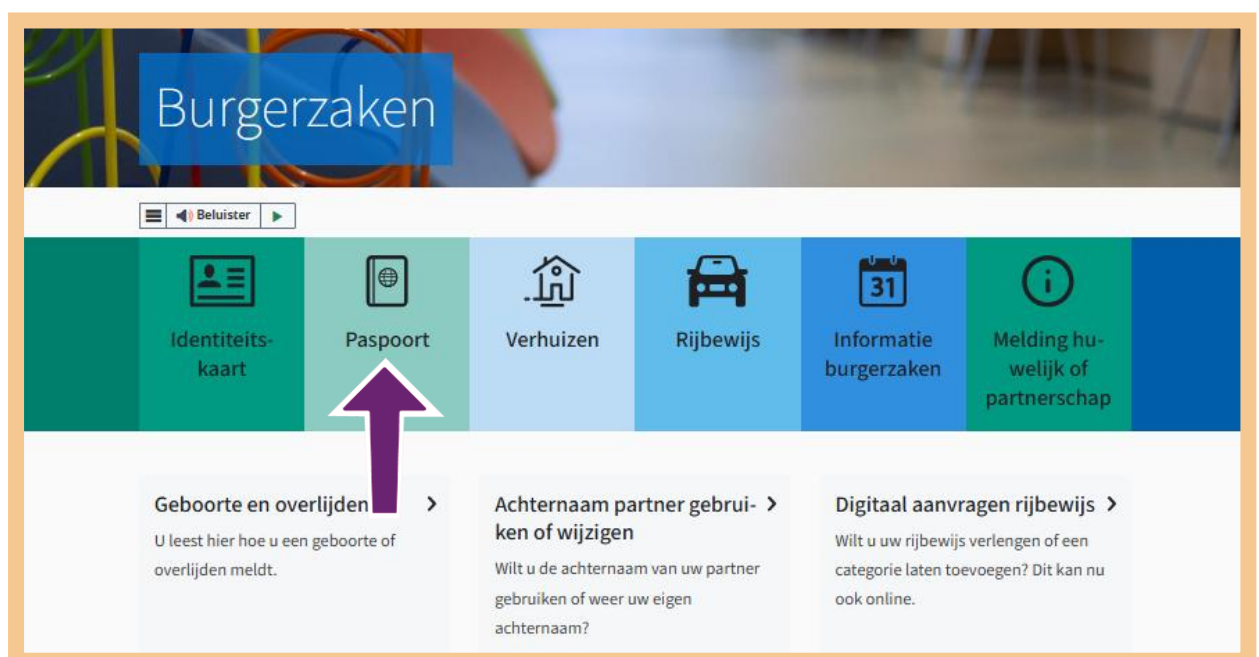 Burgerzaken
Beluister
Identiteits-
kaart
Paspoort
Verhuizen
Rijbewijs
31
Informatie
burgerzaken
Melding hu-
welijk of
partnerschap
Geboorte en overlijden
U leest hier hoe u een geboorte of
overlijden meldt.
Achternaam partner gebrui-
ken of wijzigen
Wilt u de achternaam van uw partner
gebruiken of weer uw eigen
achternaam?
Digitaal aanvragen rijbewijs
Wilt u uw rijbewijs verlengen of een
categorie laten toevoegen? Dit kan nu
ook online.